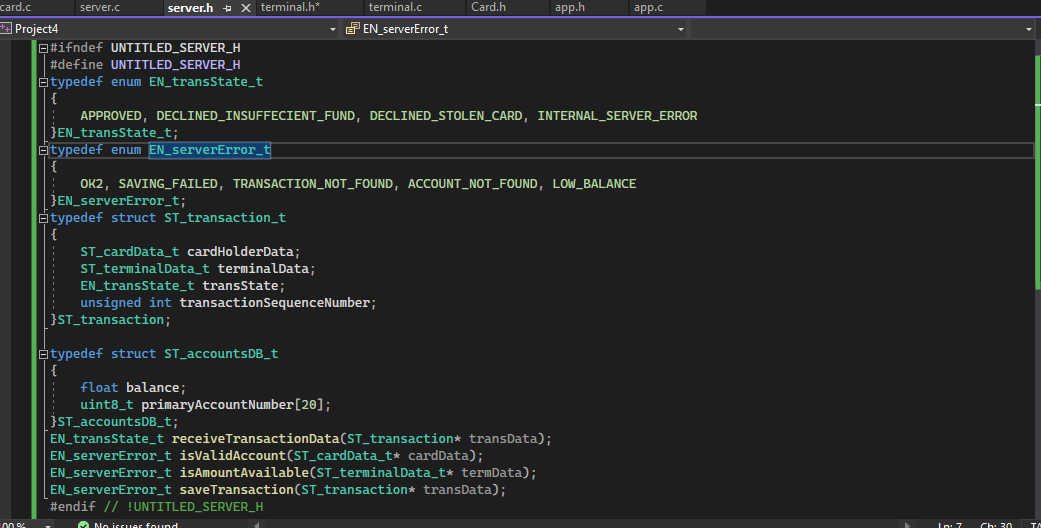 card.c server.c server.h terminal.h* terminal.c Card.h app.h app.c
Project4 EN_serverError_t
#ifndef UNTITLED_SERVER_H
#define UNTITLED_SERVER_H
typedef enum EN_transState_t
{
APPROVED, DECLINED_INSUFFECIENT_FUND, DECLINED_STOLEN_CARD, INTERNAL_SERVER_ERROR
}EN_transState_t;
typedef enum EN_serverError_t
{
OK2, SAVING_FAILED, TRANSACTION_NOT_FOUND, ACCOUNT_NOT_FOUND, LOW_BALANCE
}EN_serverError_t;
typedef struct ST_transaction_t
{
ST_cardData_t cardHolderData;
ST_terminalData_t terminalData;
EN_transState_t transState;
unsigned int transactionSequenceNumber;
}ST_transaction;
typedef struct ST_accountsDB_t
{
float balance;
uint8_t primaryAccountNumber[20];
}ST_accountsDB_t;
EN_transState_t receiveTransactionData(ST_transaction* transData);
EN_serverError_t isValidAccount(ST_cardData_t* cardData);
EN_serverError_t isAmountAvailable(ST_terminalData_t* termData);
EN_serverError_t saveTransaction(ST_transaction* transData);
#endif // !UNTITLED_SERVER_H
00 % No issues found Ln: 7 Ch: 30 TA